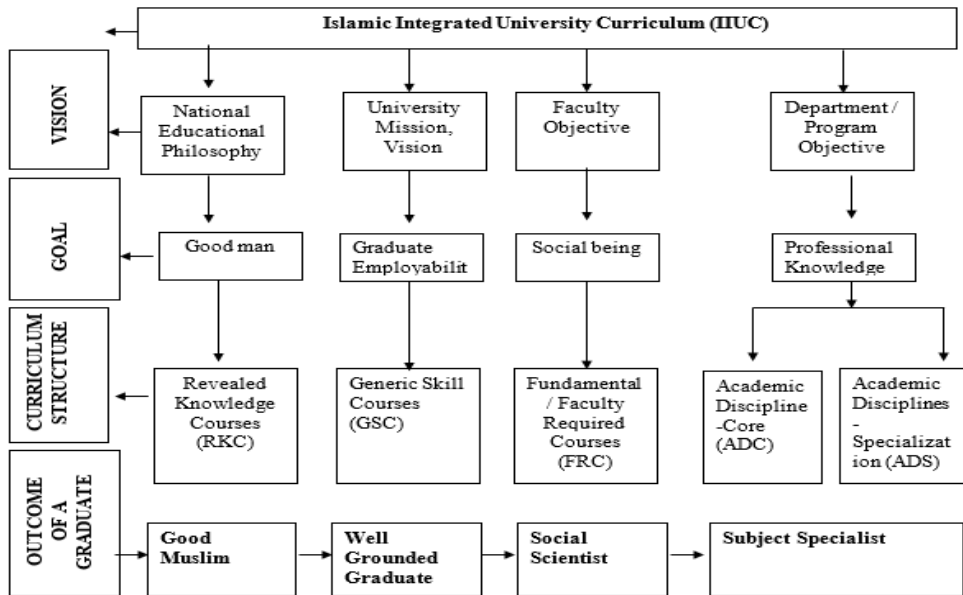 Islamic Integrated University Curriculum (IIUC)
VISION
National
Educational
Philosophy
University
Mission,
Vision
Faculty
Objective
Department /
Program
Objective
GOAL
Good man
Graduate
Employabilit
Social being
Professional
Knowledge
CURRICULUM
STRUCTURE
Revealed
Knowledge
Courses
(RKC)
Generic Skill
Courses
(GSC)
Fundamental
/ Faculty
Required
Courses
(FRC)
Academic
Discipline
-Core
(ADC)
Academic
Disciplines
-
Specializat
ion (ADS)
OUTCOME
OF A
GRADUATE
Good
Muslim
Well
Grounded
Graduate
Social
Scientist
Subject Specialist